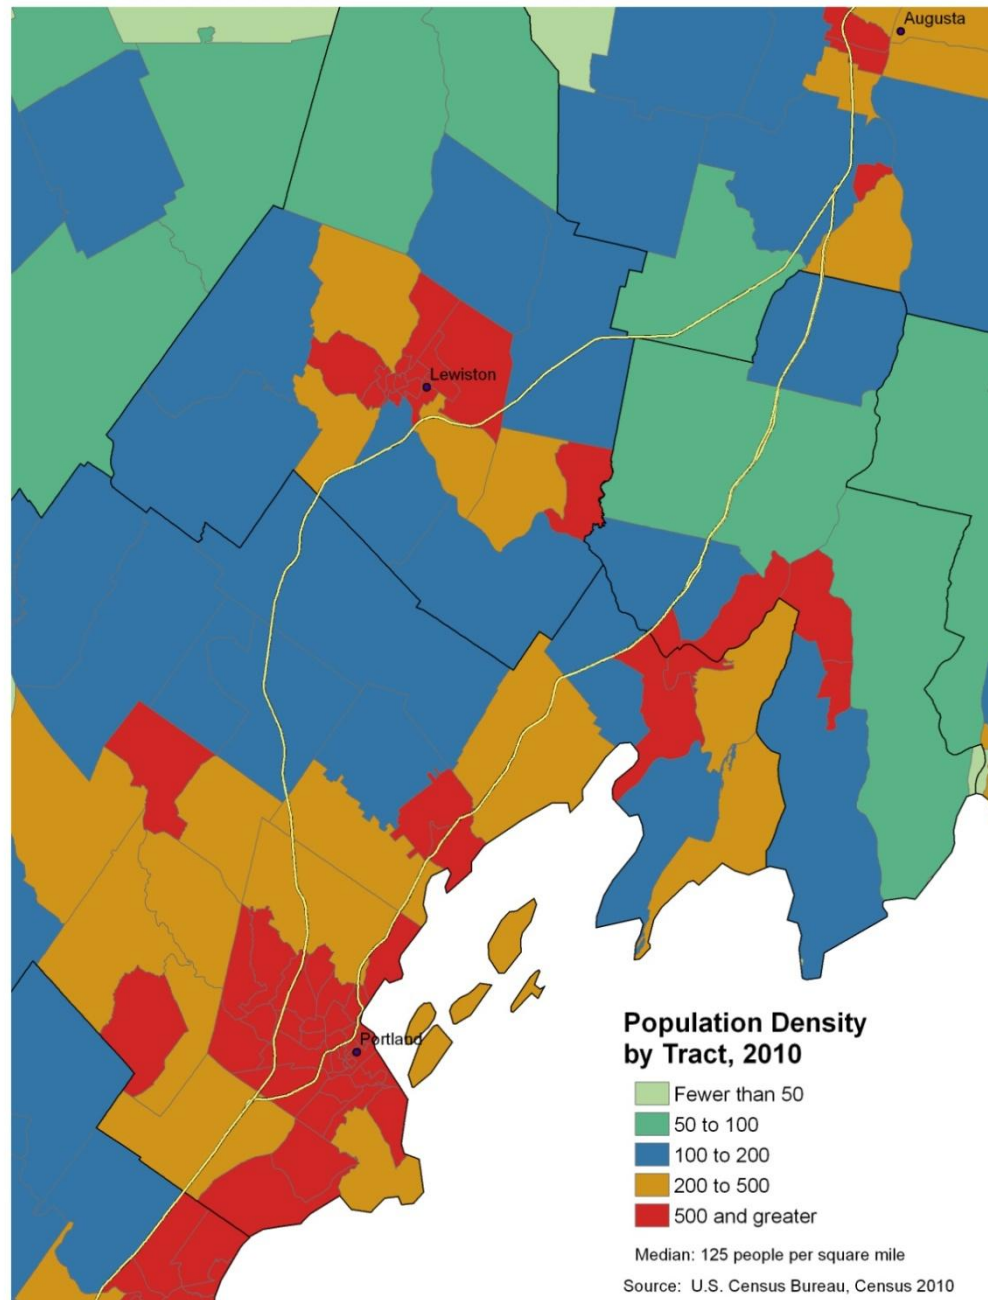 Augusta
Lewiston
Portland
Population Density
by Tract, 2010
Fewer than 50
50 to 100
100 to 200
200 to 500
500 and greater
Median: 125 people per square mile
Source:  U.S. Census Bureau, Census 2010